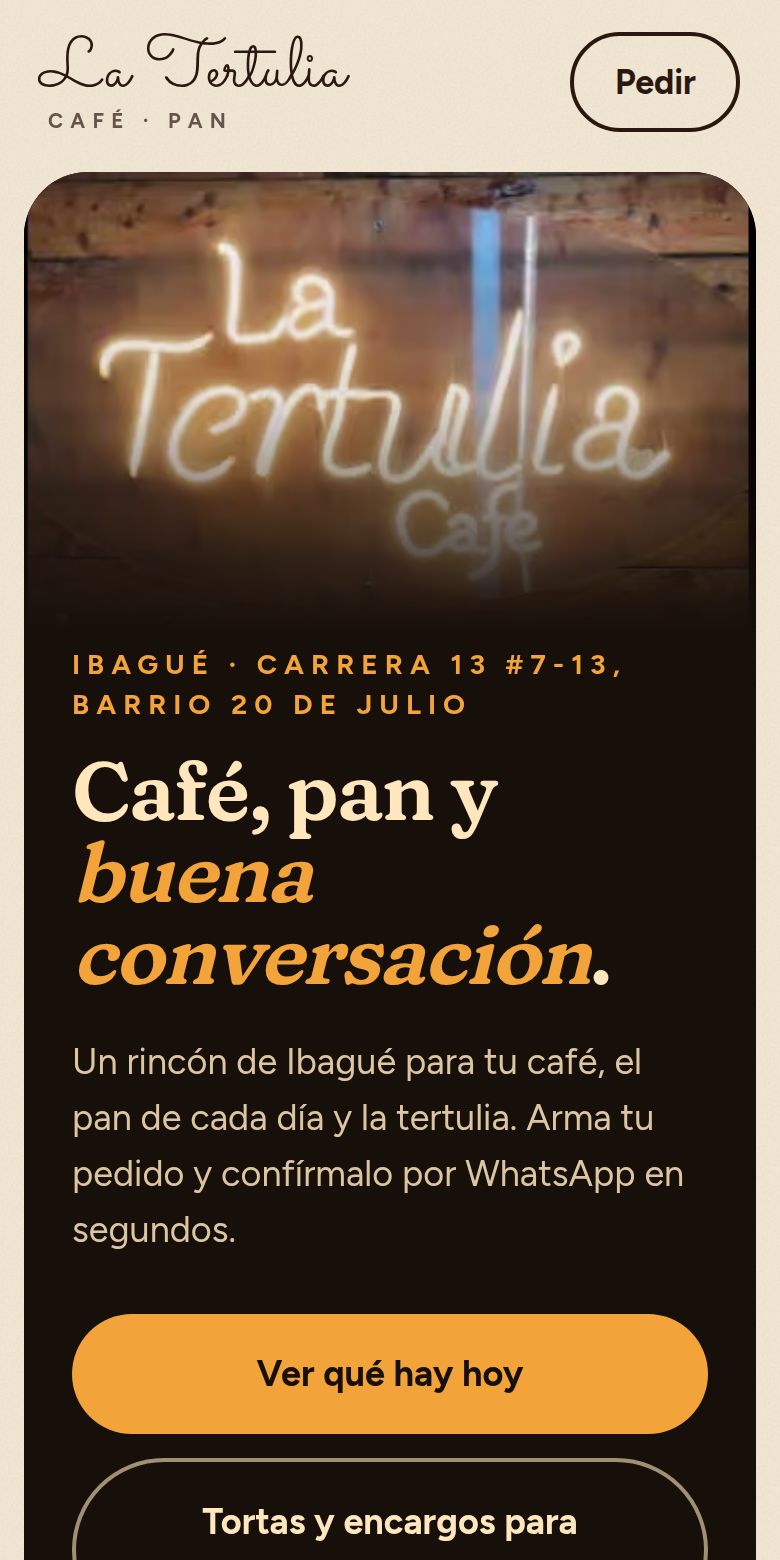 La Tertulia
CAFÉ · PAN
Pedir
La
Tertulia
Cafe
IBAGUÉ · CARRERA 13 #7-13,
BARRIO 20 DE JULIO
Café, pan y
buena
conversación.
Un rincón de Ibagué para tu café, el
pan de cada día y la tertulia. Arma tu
pedido y confírmalo por WhatsApp en
segundos.
Ver qué hay hoy
Tortas y encargos para